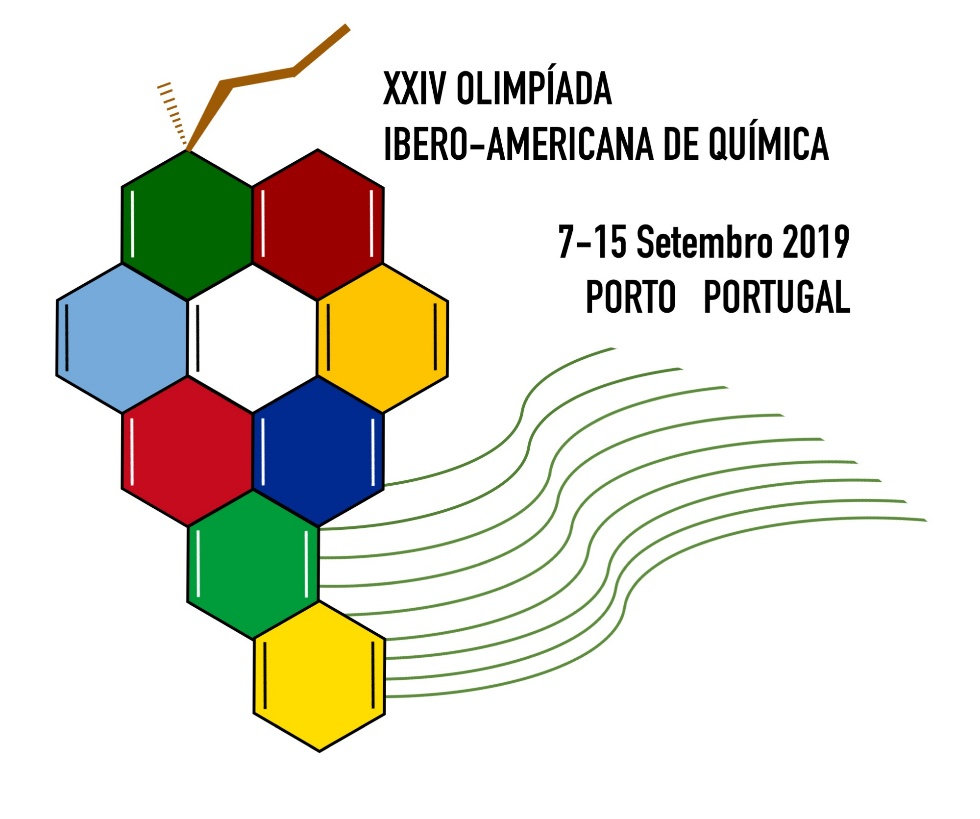 XXIV OLIMPÍADA
IBERO-AMERICANA DE QUÍMICA
7-15 Setembro 2019
PORTO PORTUGAL